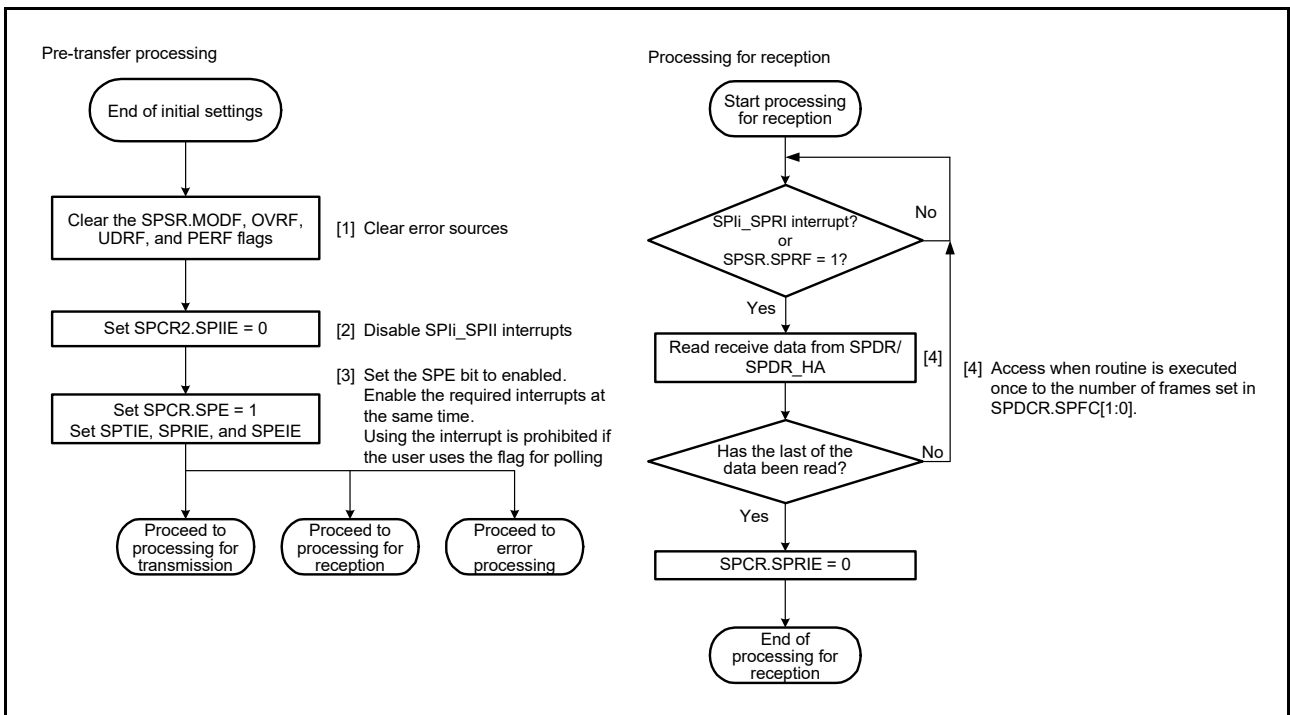 Pre-transfer processing
End of initial settings
Clear the SPSR.MODF, OVRF,
UDRF, and PERF flags
[1] Clear error sources
Set SPCR2.SPIIE = 0
[2] Disable SPIi_SPII interrupts
Set SPCR.SPE = 1
Set SPTIE, SPRIE, and SPEIE
[3] Set the SPE bit to enabled.
Enable the required interrupts at
the same time.
Using the interrupt is prohibited if
the user uses the flag for polling
Proceed to
processing for
transmission
Proceed to
processing for
reception
Proceed to
error
processing
Processing for reception
Start processing
for reception
SPIi_SPRI interrupt?
or
SPSR.SPRF = 1?
No
Yes
Read receive data from SPDR/
SPDR_HA
[4]
[4] Access when routine is executed
once to the number of frames set in
SPDCR.SPFC[1:0].
Has the last of the
data been read?
No
Yes
SPCR.SPRIE = 0
End of
processing for
reception